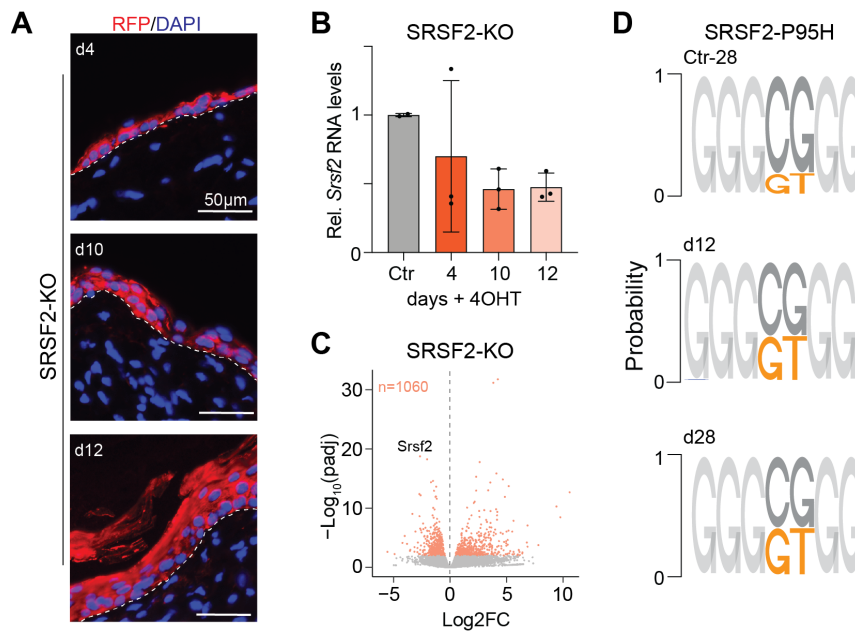 A
RFP/DAPI
SRSF2-KO
d4
50µm
d10
d12
B
SRSF2-KO
Rel. Srsf2 RNA levels
1
0
Ctr 4 10 12
days + 4OHT
C
SRSF2-KO
n=1060
Srsf2
−Log10(padj)
30
20
10
0
−5 0 5 10
Log2FC
D
SRSF2-P95H
Probability
Ctr-28
1
0
GGGCGGG
GT
d12
1
0
GGGCGGG
GT
d28
1
0
GGGCGGG
GT